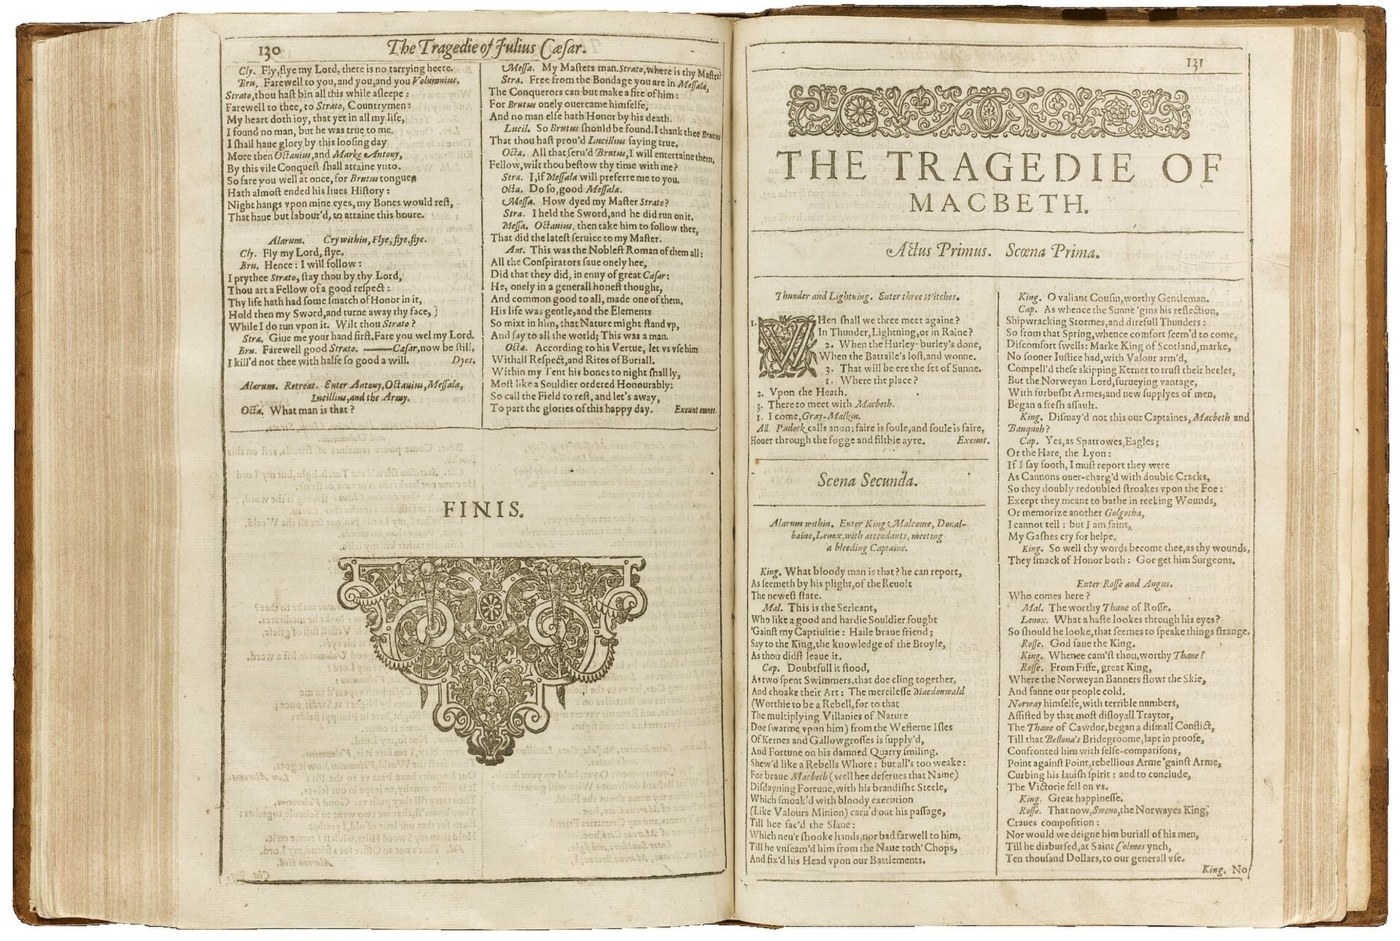 130
The Tragedie of Julius Cæsar.
Cly. Fly, flye my Lord, there is no tarrying heere.
Bru. Farewell to you, and you, and you Volumnius.
Strato, thou hast bin all this while asleepe:
Farewell to thee, to Strato, Countrymen:
My heart doth ioy, that yet in all my life,
I found no man, but he was true to me.
I shall haue glory by this loosing day
More then Octauius, and Marke Antony,
By this vile Conquest shall attaine vnto.
So fare you well at once, for Brutus tongue
Hath almost ended his liues History:
Night hangs vpon mine eyes, my Bones would rest,
That haue but labour'd, to attaine this houre.
Alarum. Cry within, Flye, flye, flye.
Cly. Fly my Lord, flye.
Bru. Hence: I will follow:
I prythee Strato, stay thou by thy Lord,
Thou art a Fellow of a good respect:
Thy life hath had some smatch of Honor in it,
Hold then my Sword, and turne away thy face,
While I do run vpon it. Wilt thou Strato?
Stra. Giue me your hand first. Fare you wel my Lord.
Bru. Farewell good Strato. ——Cæsar, now be still,
I kill'd not thee with halfe so good a will. Dyes.
Alarum. Retreat. Enter Antony, Octauius, Messala,
Lucillius, and the Army.
Octa. What man is that?
Messa. My Masters man. Strato, where is thy Master?
Stra. Free from the Bondage you are in Messala,
The Conquerors can but make a fire of him:
For Brutus onely ouercame himselfe,
And no man else hath Honor by his death.
Lucil. So Brutus should be found. I thank thee Brutus
That thou hast prou'd Lucillius saying true,
Octa. All that seru'd Brutus, I will entertaine them,
Fellow, wilt thou bestow thy time with me?
Stra. I, if Messala will preferre me to you.
Octa. Do so, good Messala.
Messa. How dyed my Master Strato?
Stra. I held the Sword, and he did run on it.
Messa. Octauius, then take him to follow thee,
That did the latest seruice to my Master.
Ant. This was the Noblest Roman of them all:
All the Conspirators saue onely hee,
Did that they did, in enuy of great Cæsar:
He, onely in a generall honest thought,
And common good to all, made one of them.
His life was gentle, and the Elements
So mixt in him, that Nature might stand vp,
And say to all the world; This was a man.
Octa. According to his Vertue, let vs vse him
Withall Respect, and Rites of Buriall.
Within my Tent his bones to night shall ly,
Most like a Souldier ordered Honourably:
So call the Field to rest, and let's away,
To part the glories of this happy day. Exeunt omnes.
FINIS.
131
THE TRAGEDIE OF
MACBETH.
Actus Primus. Scœna Prima.
Thunder and Lightning. Enter three Witches.
1. WHen shall we three meet againe?
In Thunder, Lightning, or in Raine?
2. When the Hurley-burley's done,
When the Battaile's lost, and wonne.
3. That will be ere the set of Sunne.
1. Where the place?
2. Vpon the Heath.
3. There to meet with Macbeth.
1. I come, Gray-Malkin.
All. Padock calls anon: faire is foule, and foule is faire,
Houer through the fogge and filthie ayre. Exeunt.
Scena Secunda.
Alarum within. Enter King Malcome, Donal-
baine, Lenox, with attendants, meeting
a bleeding Captaine.
King. What bloody man is that? he can report,
As seemeth by his plight, of the Reuolt
The newest state.
Mal. This is the Serieant,
Who like a good and hardie Souldier fought
'Gainst my Captiuitie: Haile braue friend;
Say to the King, the knowledge of the Broyle,
As thou didst leaue it.
Cap. Doubtfull it stood,
As two spent Swimmers, that doe cling together,
And choake their Art: The mercilesse Macdonwald
(Worthie to be a Rebell, for to that
The multiplying Villanies of Nature
Doe swarme vpon him) from the Westerne Isles
Of Kernes and Gallowgrosses is supply'd,
And Fortune on his damned Quarry smiling,
Shew'd like a Rebells Whore: but all's too weake:
For braue Macbeth (well hee deserues that Name)
Disdayning Fortune, with his brandisht Steele,
Which smoak'd with bloody execution
(Like Valours Minion) caru'd out his passage,
Till hee fac'd the Slaue:
Which neu'r shooke hands, nor bad farwell to him,
Till he vnseam'd him from the Naue toth' Chops,
And fix'd his Head vpon our Battlements.
King. O valiant Cousin, worthy Gentleman.
Cap. As whence the Sunne 'gins his reflection,
Shipwracking Stormes, and direfull Thunders:
So from that Spring, whence comfort seem'd to come,
Discomfort swells: Marke King of Scotland, marke,
No sooner Iustice had, with Valour arm'd,
Compell'd these skipping Kernes to trust their heeles,
But the Norweyan Lord, surueying vantage,
With furbusht Armes, and new supplyes of men,
Began a fresh assault.
King. Dismay'd not this our Captaines, Macbeth and
Banquoh?
Cap. Yes, as Sparrowes, Eagles;
Or the Hare, the Lyon:
If I say sooth, I must report they were
As Cannons ouer-charg'd with double Cracks,
So they doubly redoubled stroakes vpon the Foe:
Except they meant to bathe in reeking Wounds,
Or memorize another Golgotha,
I cannot tell: but I am faint,
My Gashes cry for helpe.
King. So well thy words become thee, as thy wounds,
They smack of Honor both: Goe get him Surgeons.
Enter Rosse and Angus.
Who comes here?
Mal. The worthy Thane of Rosse.
Lenox. What a haste lookes through his eyes?
So should he looke, that seemes to speake things strange.
Rosse. God saue the King.
King. Whence cam'st thou, worthy Thane?
Rosse. From Fiffe, great King,
Where the Norweyan Banners flowt the Skie,
And fanne our people cold.
Norway himselfe, with terrible numbers,
Assisted by that most disloyall Traytor,
The Thane of Cawdor, began a dismall Conflict,
Till that Bellona's Bridegroome, lapt in proofe,
Confronted him with selfe-comparisons,
Point against Point, rebellious Arme 'gainst Arme,
Curbing his lauish spirit: and to conclude,
The Victorie fell on vs.
King. Great happinesse.
Rosse. That now, Sweno, the Norwayes King,
Craues composition:
Nor would we deigne him buriall of his men,
Till he disbursed, at Saint Colmes ynch,
Ten thousand Dollars, to our generall vse.
King. No